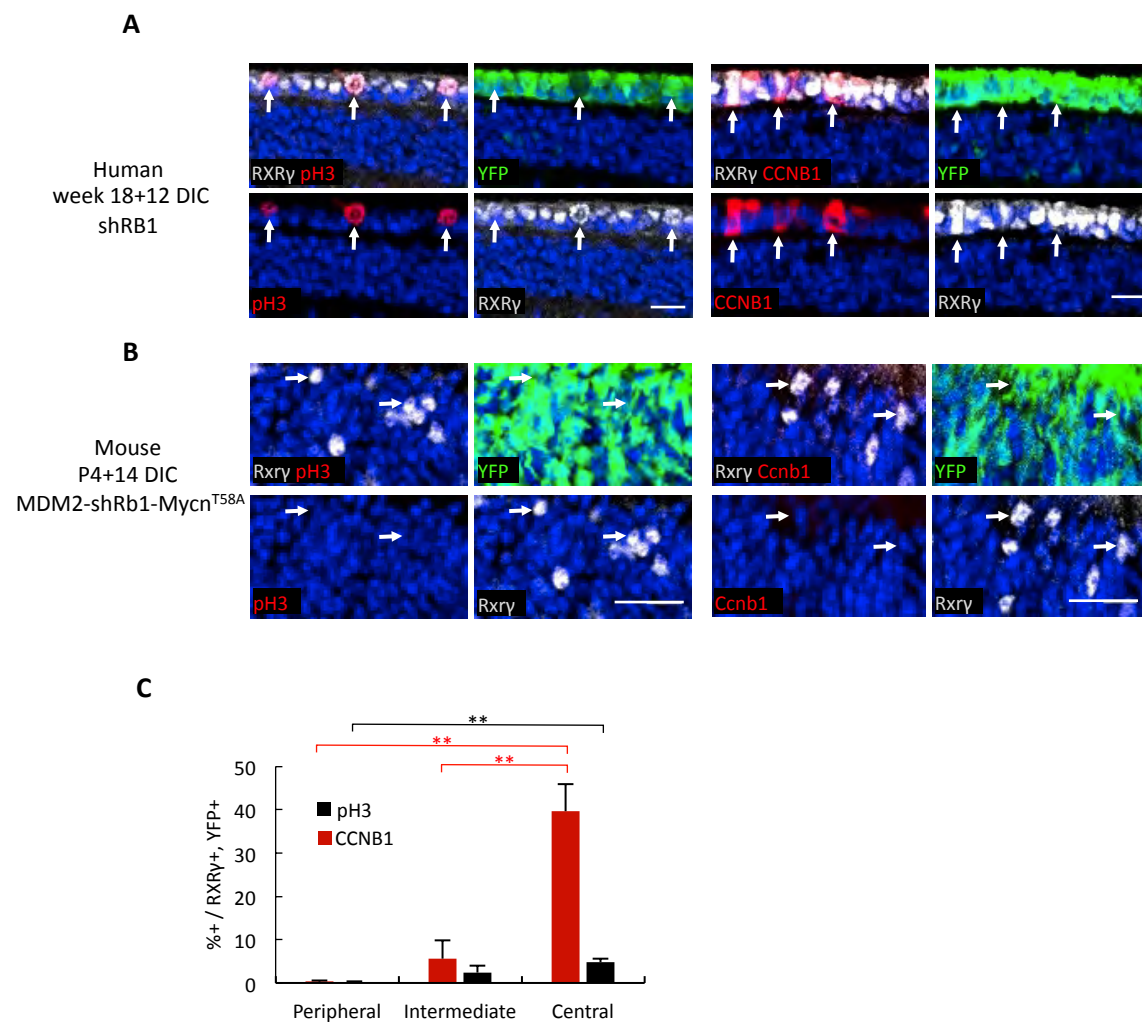 A
Human
week 18+12 DIC
shRB1
RXRγ pH3
YFP
RXRγ CCNB1
YFP
pH3
RXRγ
CCNB1
RXRγ
B
Mouse
P4+14 DIC
MDM2-shRb1-Mycn^T58A
Rxrγ pH3
YFP
Rxrγ Ccnb1
YFP
pH3
Rxrγ
Ccnb1
Rxrγ
C
**
**
**
%+ / RXRγ+, YFP+
50
40
30
20
10
0
pH3
CCNB1
Peripheral Intermediate Central